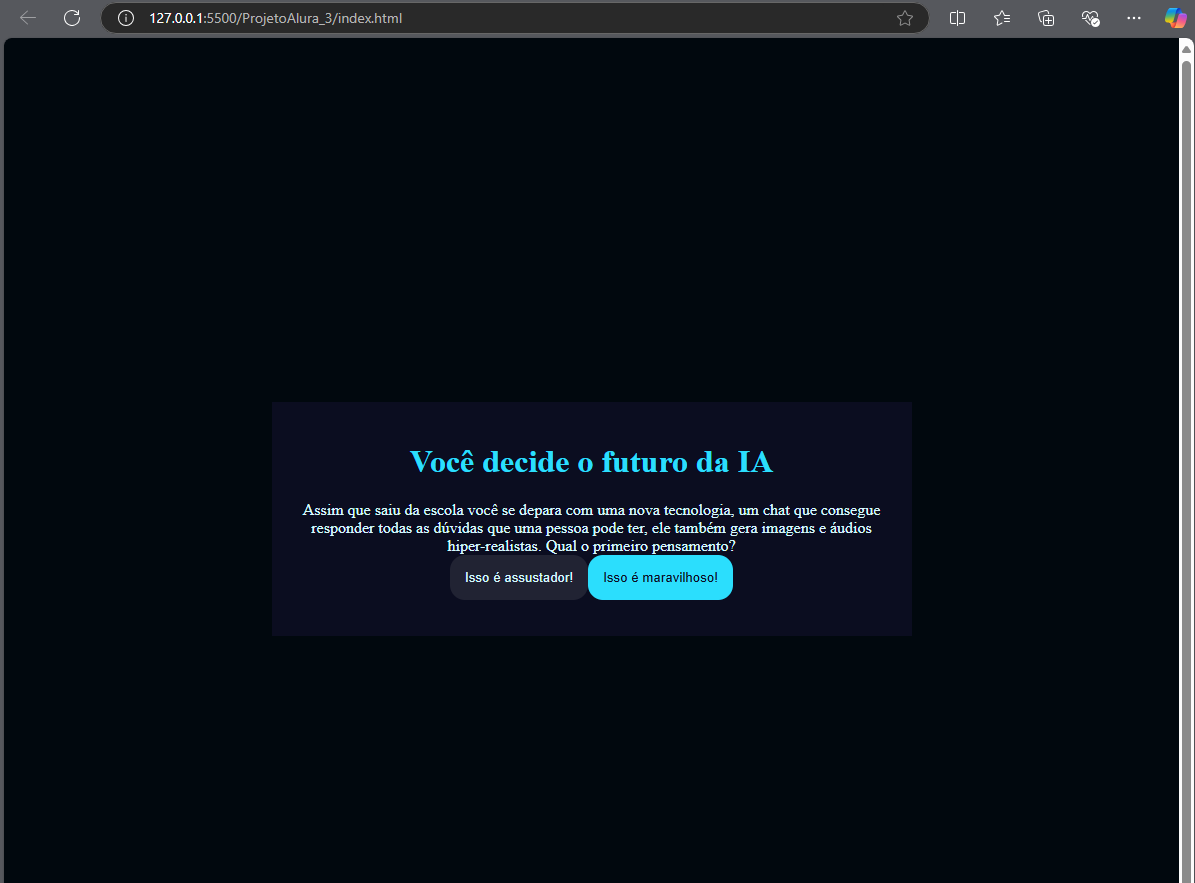 127.0.0.1:5500/ProjetoAlura_3/index.html
Você decide o futuro da IA
Assim que saiu da escola você se depara com uma nova tecnologia, um chat que consegue
responder todas as dúvidas que uma pessoa pode ter, ele também gera imagens e áudios
hiper-realistas. Qual o primeiro pensamento?
Isso é assustador! Isso é maravilhoso!